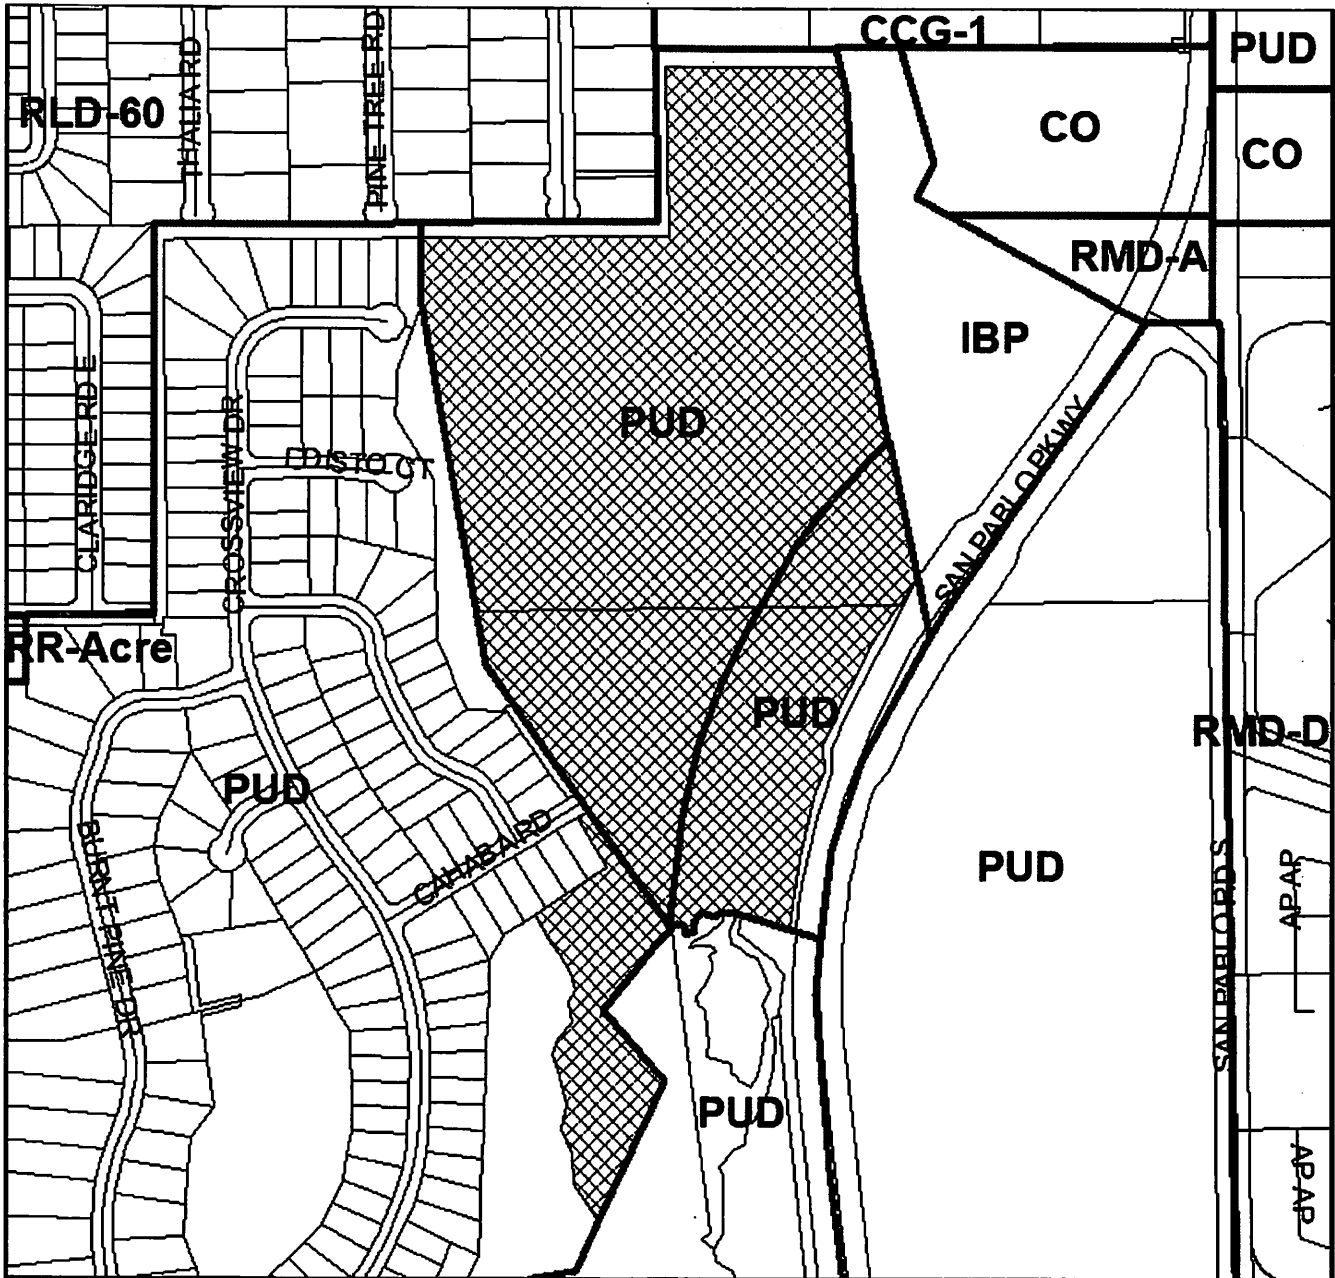 CCG-1
PUD
THALIA RD
PINE TREE RD
RLD-60
CO
CO
RMD-A
IBP
PUD
CLARIDGE RD E
CROSSVIEW DR
EDISTO CT
SAN PABLO PKWY
RR-Acre
PUD
RMD-D
PUD
BURNT PINE DR
CAHABA RD
PUD
SAN PABLO RD S
AP AP
PUD
AP AP